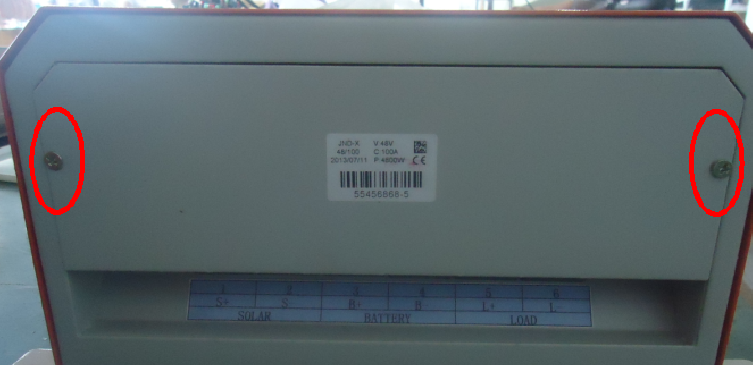 JND-K V:48V
48/100 C:100A
2013/07/11 P:4800W CE
55456868-5
1 2 3 4 5 6
S+ S- B+ B- L+ L-
SOLAR BATTERY LOAD